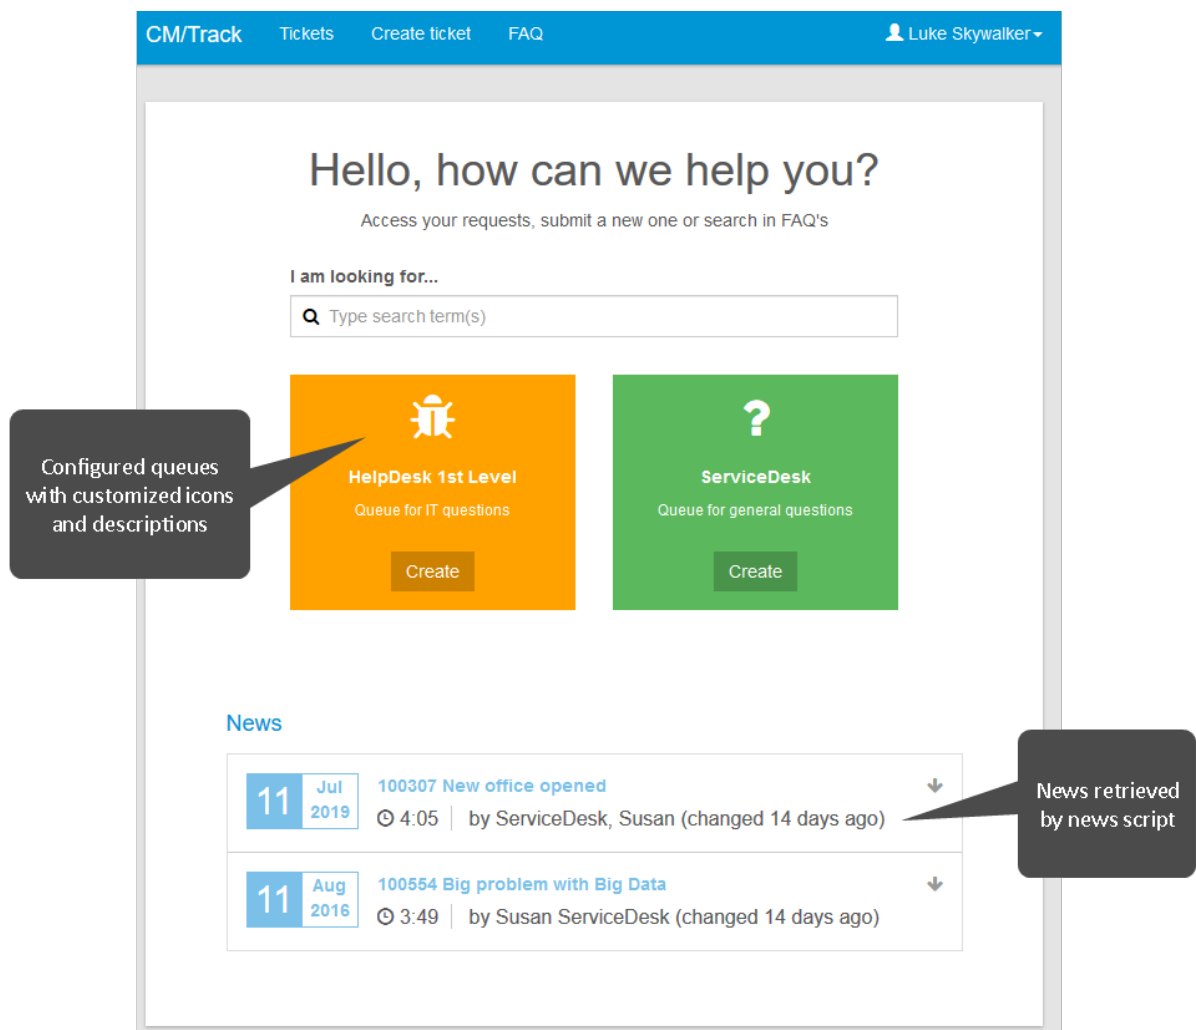 CM/Track Tickets Create ticket FAQ Luke Skywalker
Hello, how can we help you?
Access your requests, submit a new one or search in FAQ's
I am looking for...
Type search term(s)
Configured queues
with customized icons
and descriptions
HelpDesk 1st Level
Queue for IT questions
Create
?
ServiceDesk
Queue for general questions
Create
News
11
Jul
2019
100307 New office opened
4:05
by ServiceDesk, Susan (changed 14 days ago)
News retrieved
by news script
11
Aug
2016
100554 Big problem with Big Data
3:49
by Susan ServiceDesk (changed 14 days ago)